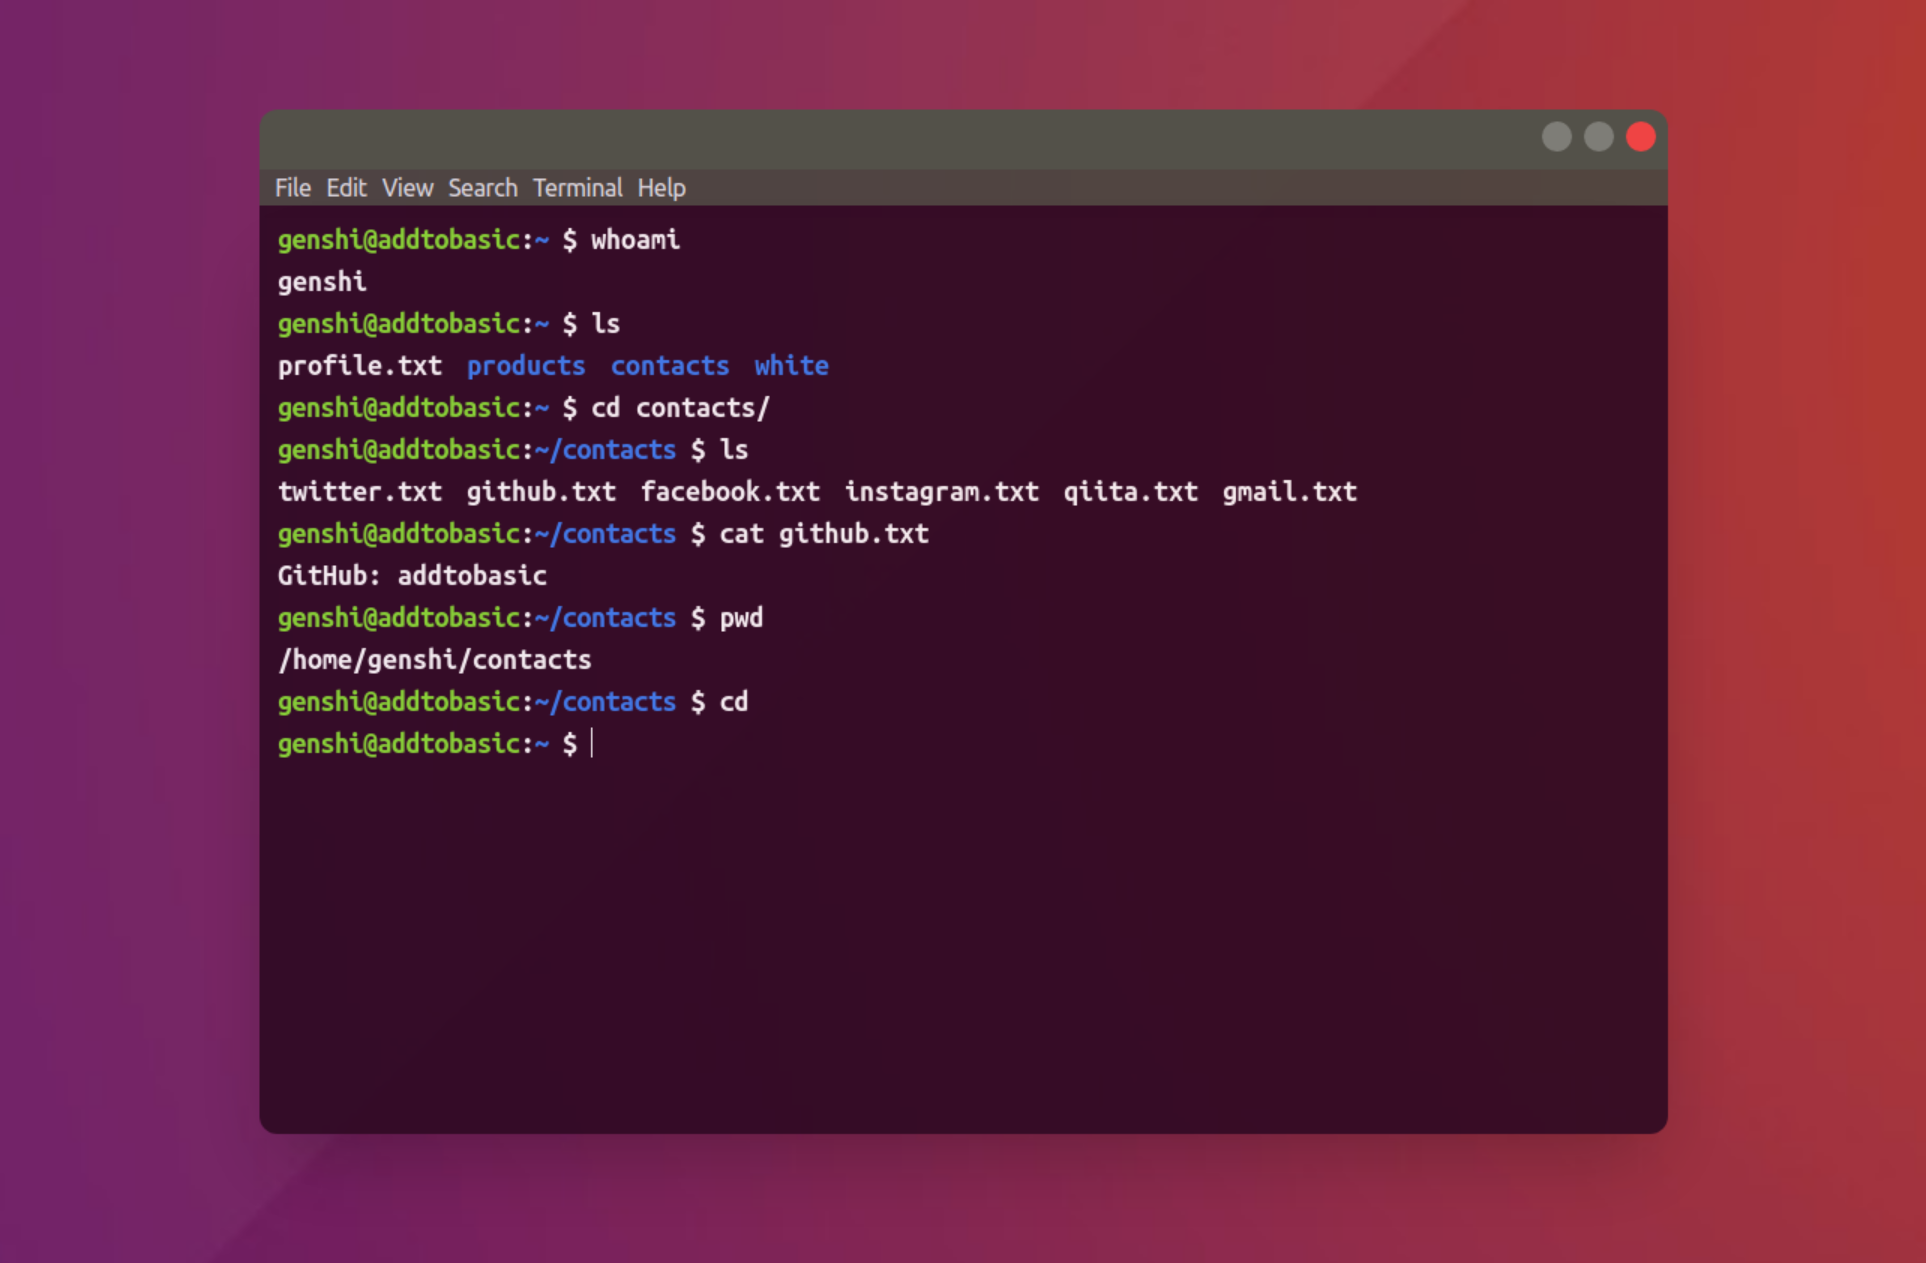 File Edit View Search Terminal Help
genshi@addtobasic:~ $ whoami
genshi
genshi@addtobasic:~ $ ls
profile.txt products contacts white
genshi@addtobasic:~ $ cd contacts/
genshi@addtobasic:~/contacts $ ls
twitter.txt github.txt facebook.txt instagram.txt qiita.txt gmail.txt
genshi@addtobasic:~/contacts $ cat github.txt
GitHub: addtobasic
genshi@addtobasic:~/contacts $ pwd
/home/genshi/contacts
genshi@addtobasic:~/contacts $ cd
genshi@addtobasic:~ $